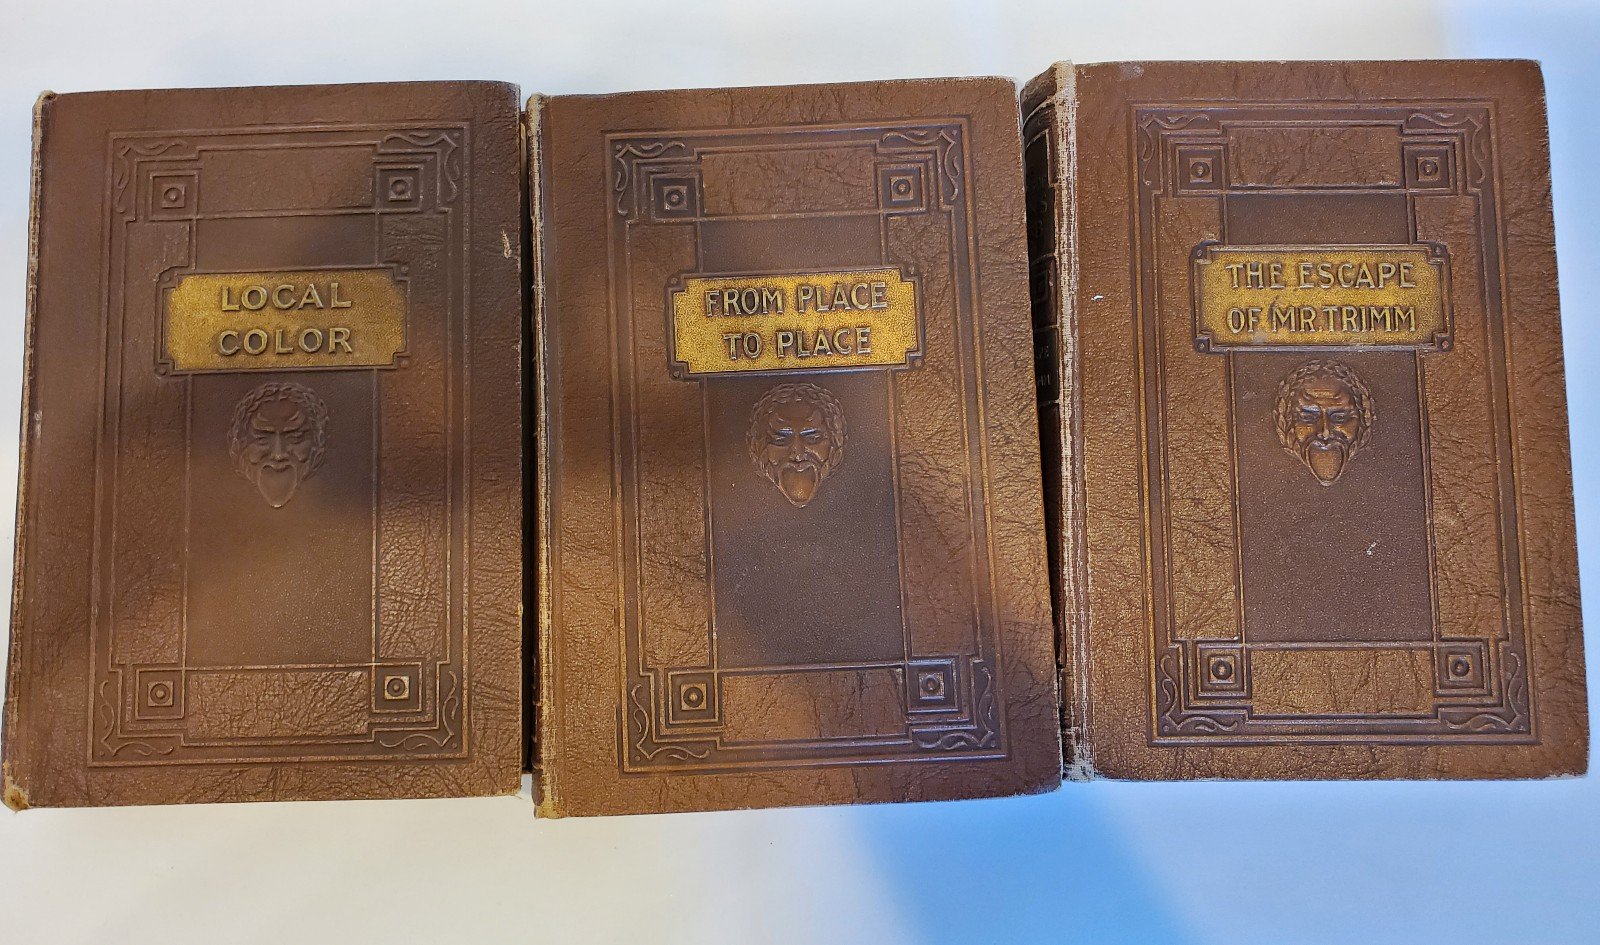 LOCAL
COLOR
FROM PLACE
TO PLACE
THE ESCAPE
OF MR. TRIMM